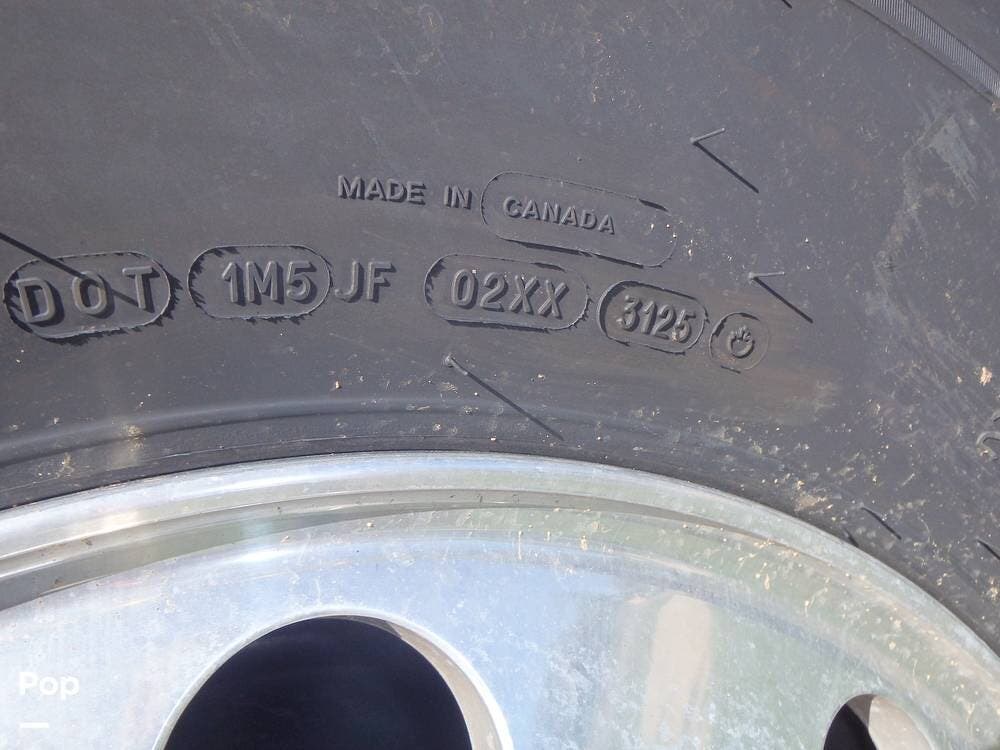 MADE IN CANADA
DOT 1M5 JF 02XX 3125
Pop